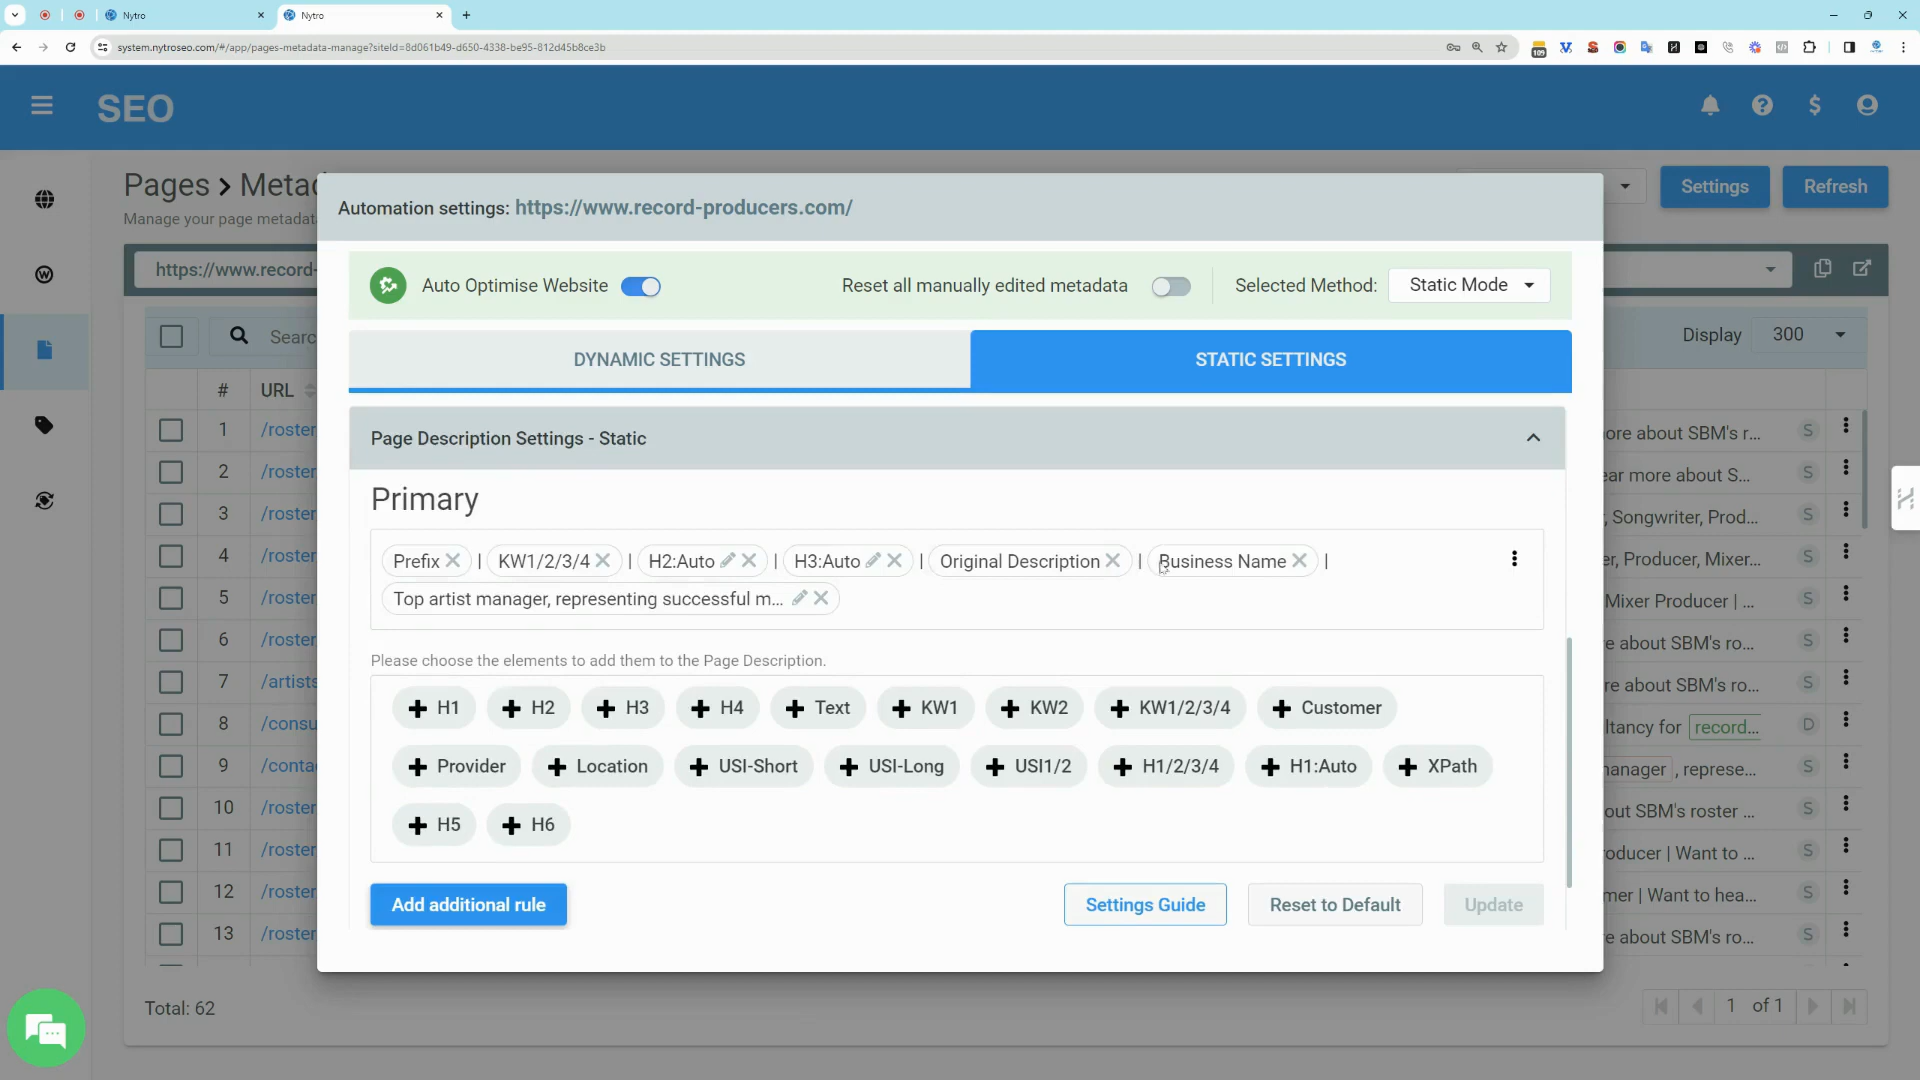 Nytro
Nytro
system.nytroseo.com/#/app/pages-metadata-manage?siteId=8d061b49-d650-4338-be95-812d45b8ce3b
109
SEO
Pages > Metad
Manage your page metadat
Settings
Refresh
https://www.record-
Automation settings: https://www.record-producers.com/
Auto Optimise Website
Reset all manually edited metadata
Selected Method: Static Mode
DYNAMIC SETTINGS
STATIC SETTINGS
Page Description Settings - Static
Primary
Prefix | KW1/2/3/4 | H2:Auto | H3:Auto | Original Description | Business Name |
Top artist manager, representing successful m...
Please choose the elements to add them to the Page Description.
H1 H2 H3 H4 Text KW1 KW2 KW1/2/3/4 Customer
Provider Location USI-Short USI-Long USI1/2 H1/2/3/4 H1:Auto XPath
H5 H6
Add additional rule
Settings Guide
Reset to Default
Update
Searc
Display 300
# URL
1 /roster
2 /roster
3 /roster
4 /roster
5 /roster
6 /roster
7 /artists
8 /consu
9 /conta
10 /roster
11 /roster
12 /roster
13 /roster
ore about SBM's r... S
ear more about S... S
, Songwriter, Prod... S
r, Producer, Mixer... S
Mixer Producer | ... S
re about SBM's ro... S
re about SBM's ro... S
ltancy for record... D
anager , represe... S
out SBM's roster ... S
oducer | Want to ... S
mer | Want to hea... S
e about SBM's ro... S
Total: 62
1 of 1